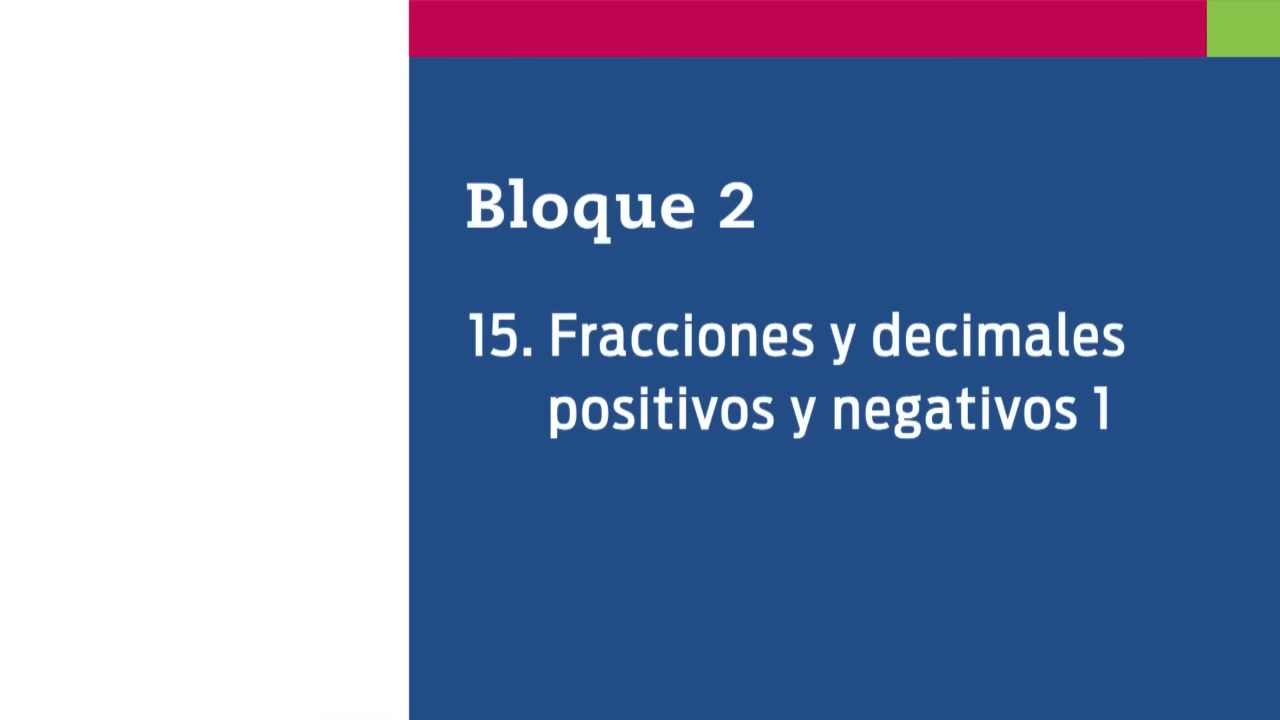 Bloque 2
15. Fracciones y decimales
positivos y negativos 1